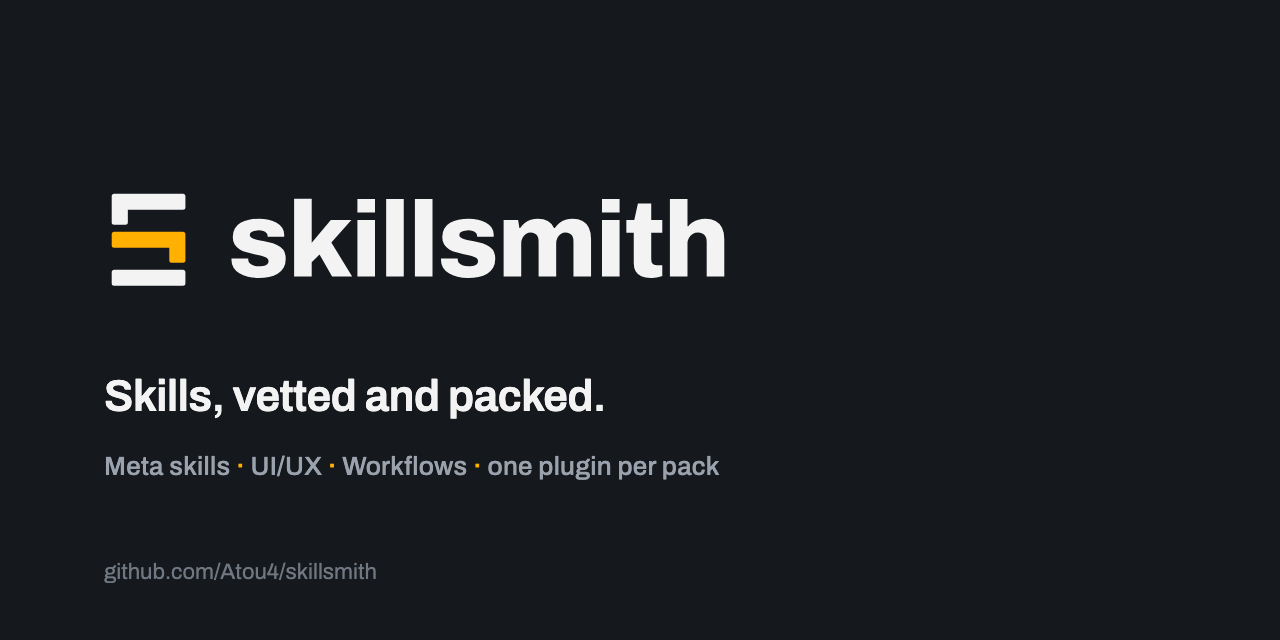 skillsmith
Skills, vetted and packed.
Meta skills · UI/UX · Workflows · one plugin per pack
github.com/Atou4/skillsmith